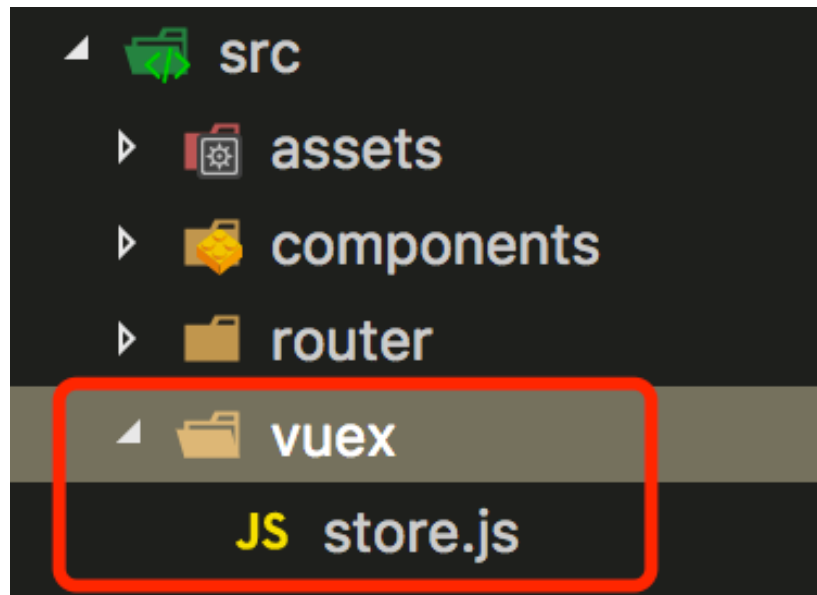 src
assets
components
router
vuex
JS store.js